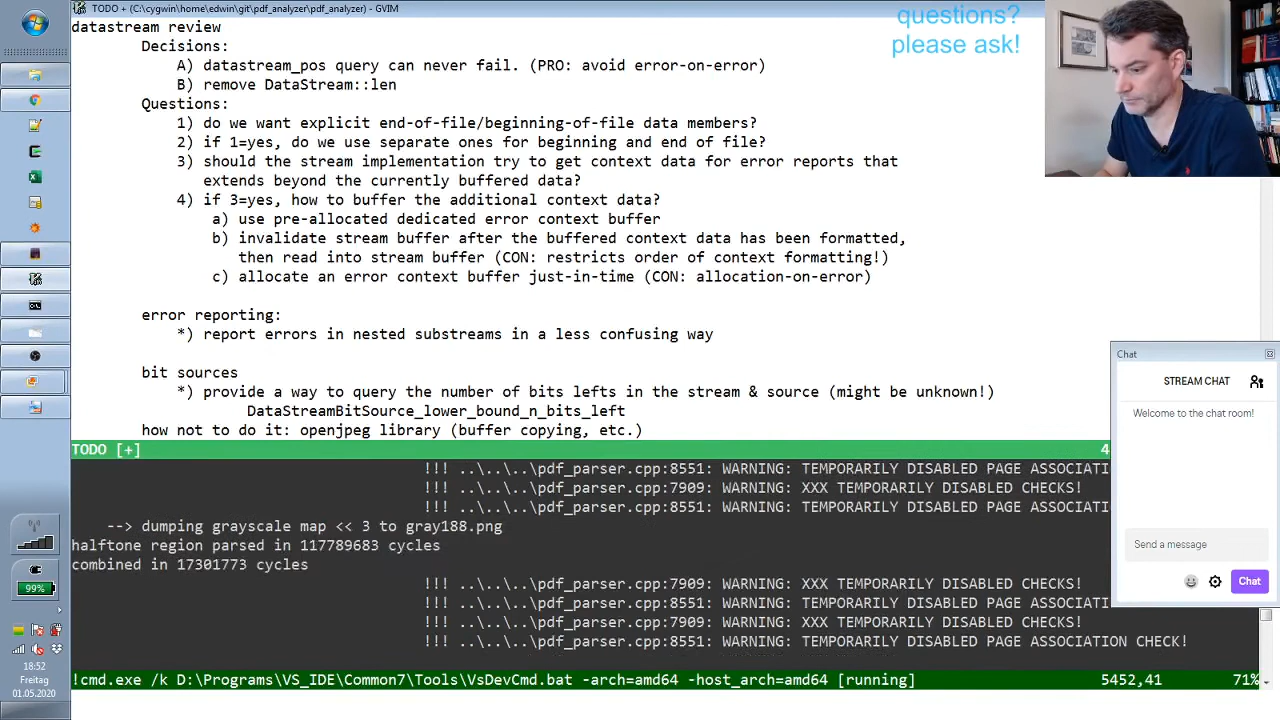 TODO + (C:\cygwin\home\edwin\git\pdf_analyzer\pdf_analyzer) - GVIM
datastream review
Decisions:
A) datastream_pos query can never fail. (PRO: avoid error-on-error)
B) remove DataStream::len
Questions:
1) do we want explicit end-of-file/beginning-of-file data members?
2) if 1=yes, do we use separate ones for beginning and end of file?
3) should the stream implementation try to get context data for error reports that
extends beyond the currently buffered data?
4) if 3=yes, how to buffer the additional context data?
a) use pre-allocated dedicated error context buffer
b) invalidate stream buffer after the buffered context data has been formatted,
then read into stream buffer (CON: restricts order of context formatting!)
c) allocate an error context buffer just-in-time (CON: allocation-on-error)
error reporting:
*) report errors in nested substreams in a less confusing way
bit sources
*) provide a way to query the number of bits lefts in the stream & source (might be unknown!)
DataStreamBitSource_lower_bound_n_bits_left
how not to do it: openjpeg library (buffer copying, etc.)
TODO [+] 4
!!! ..\..\..\pdf_parser.cpp:8551: WARNING: TEMPORARILY DISABLED PAGE ASSOCIATI
!!! ..\..\..\pdf_parser.cpp:7909: WARNING: XXX TEMPORARILY DISABLED CHECKS!
!!! ..\..\..\pdf_parser.cpp:8551: WARNING: TEMPORARILY DISABLED PAGE ASSOCIATI
--> dumping grayscale map << 3 to gray188.png
halftone region parsed in 117789683 cycles
combined in 17301773 cycles
!!! ..\..\..\pdf_parser.cpp:7909: WARNING: XXX TEMPORARILY DISABLED CHECKS!
!!! ..\..\..\pdf_parser.cpp:8551: WARNING: TEMPORARILY DISABLED PAGE ASSOCIATI
!!! ..\..\..\pdf_parser.cpp:7909: WARNING: XXX TEMPORARILY DISABLED CHECKS!
!!! ..\..\..\pdf_parser.cpp:8551: WARNING: TEMPORARILY DISABLED PAGE ASSOCIATION CHECK!
!cmd.exe /k D:\Programs\VS_IDE\Common7\Tools\VsDevCmd.bat -arch=amd64 -host_arch=amd64 [running] 5452,41 71%
questions?
please ask!
Chat
STREAM CHAT
Welcome to the chat room!
Send a message
Chat
99%
18:52
Freitag
01.05.2020